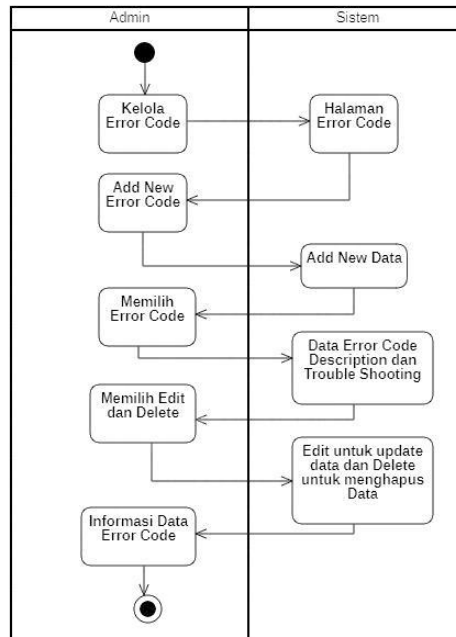 Admin
Sistem
Kelola
Error Code
Halaman
Error Code
Add New
Error Code
Add New Data
Memilih
Error Code
Data Error Code
Description dan
Trouble Shooting
Memilih Edit
dan Delete
Edit untuk update
data dan Delete
untuk menghapus
Data
Informasi Data
Error Code